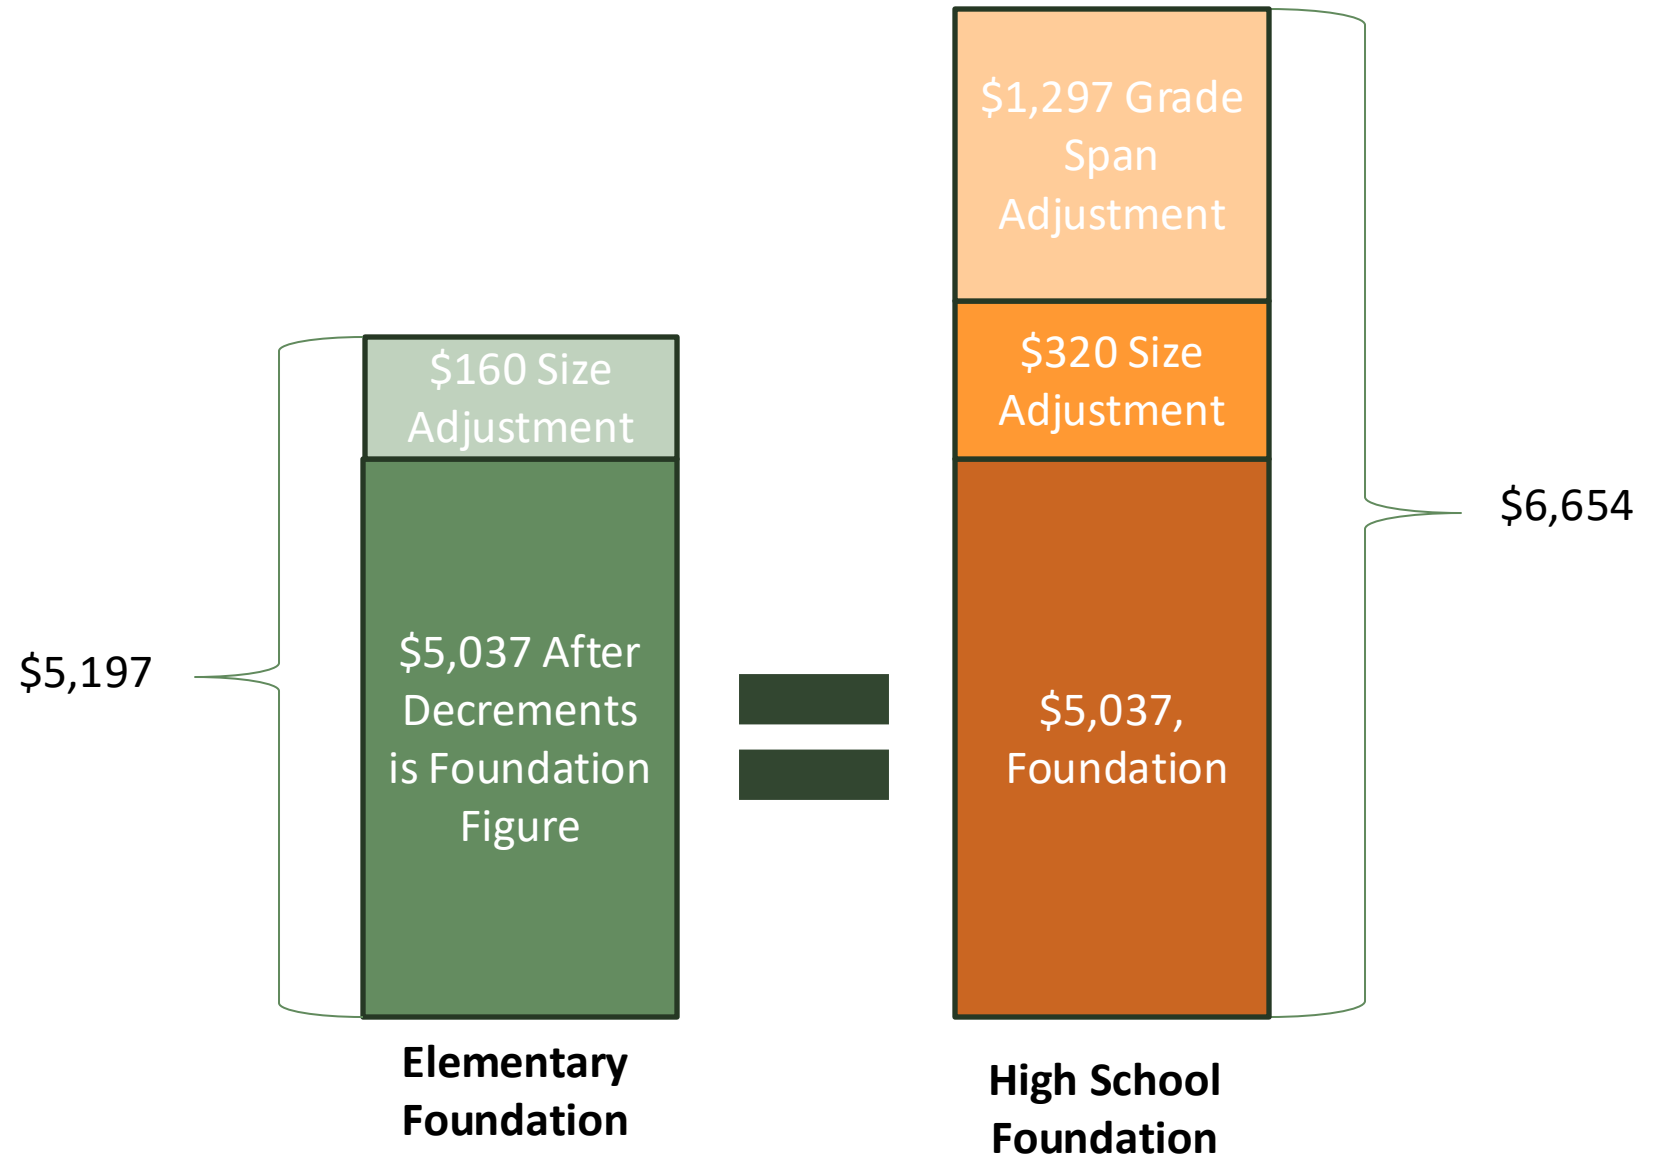 $5,197
$160 Size
Adjustment
$5,037 After
Decrements
is Foundation
Figure
Elementary
Foundation
$1,297 Grade
Span
Adjustment
$320 Size
Adjustment
$5,037,
Foundation
High School
Foundation
$6,654